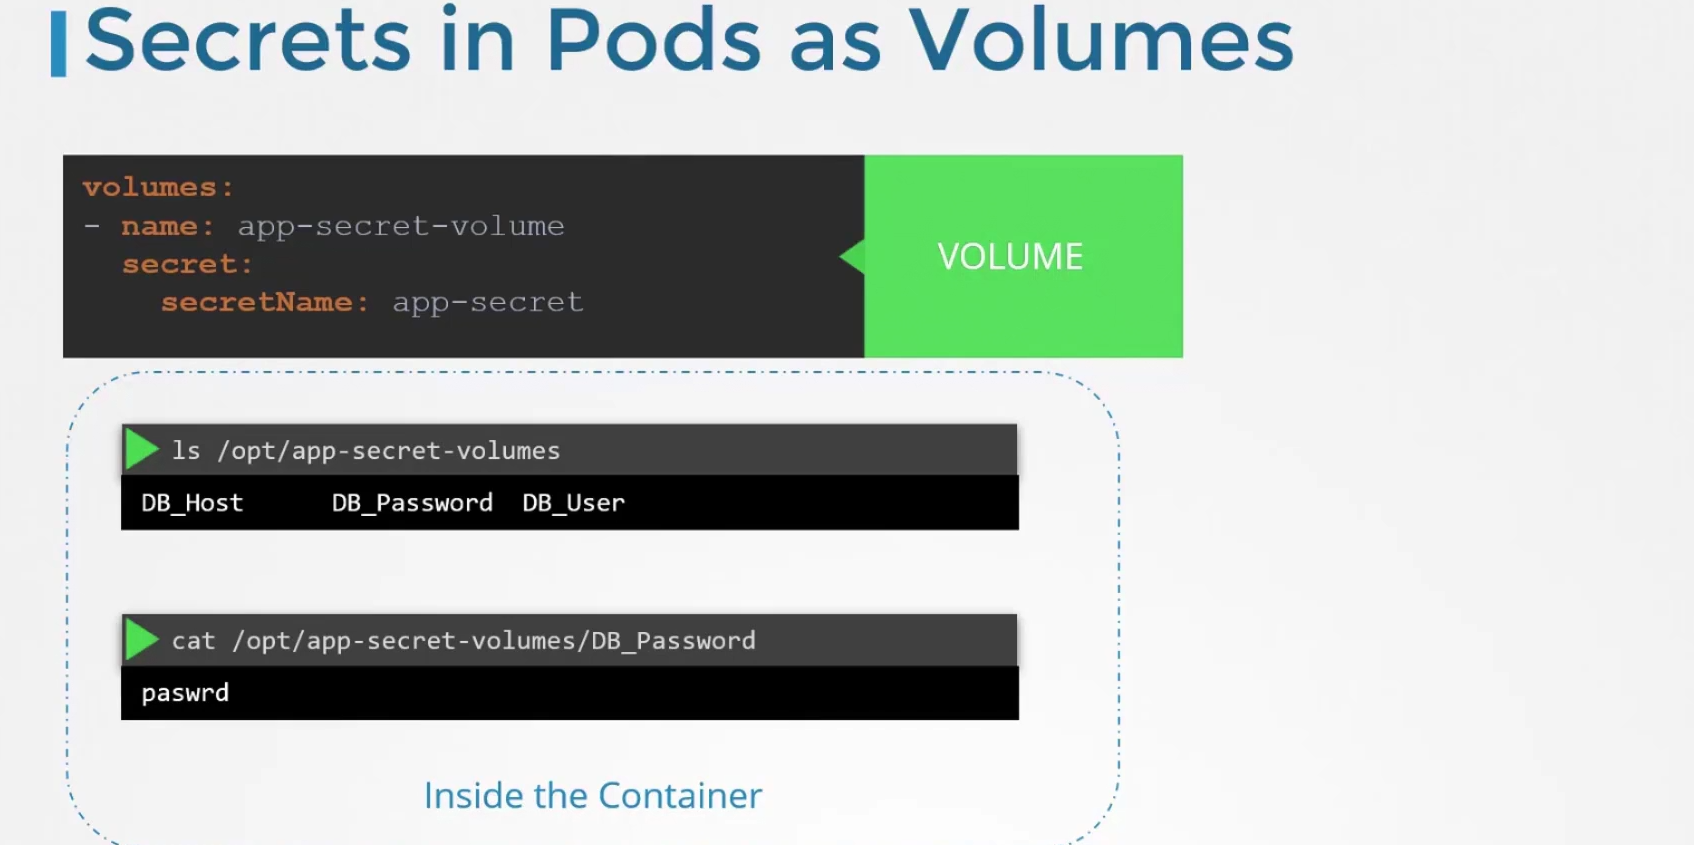 Secrets in Pods as Volumes
volumes:
- name: app-secret-volume
secret:
secretName: app-secret
VOLUME
ls /opt/app-secret-volumes
DB_Host DB_Password DB_User
cat /opt/app-secret-volumes/DB_Password
paswrd
Inside the Container